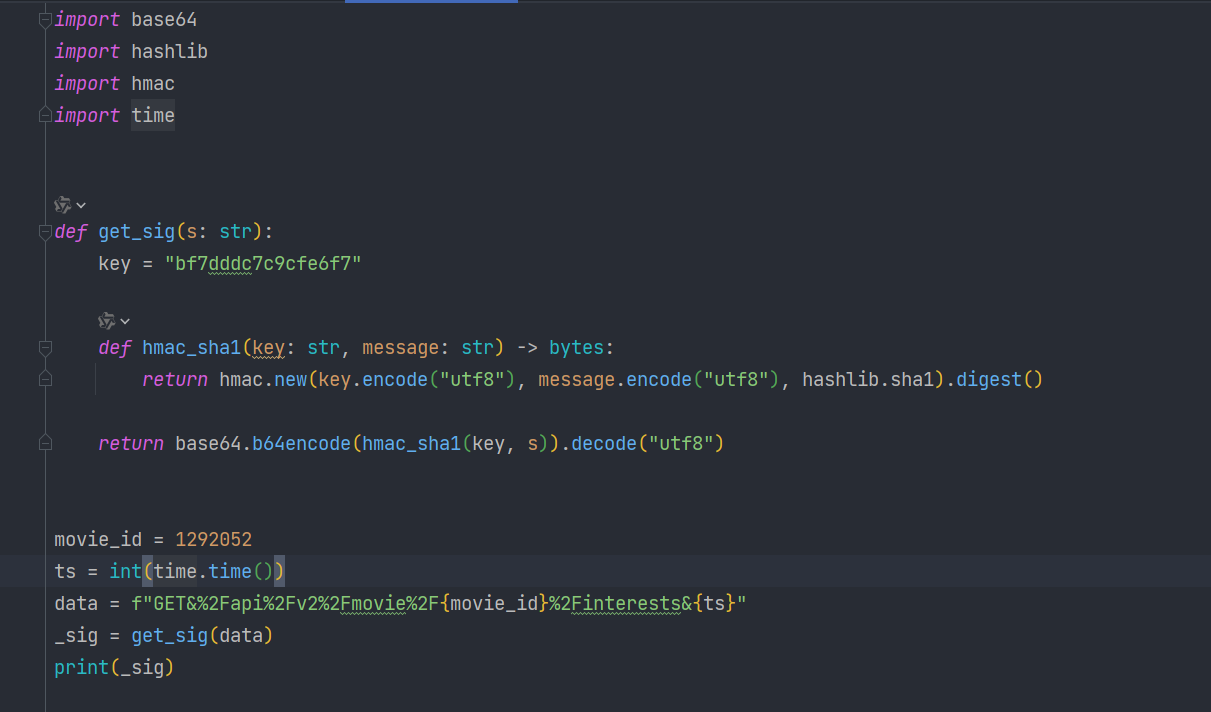 import base64
import hashlib
import hmac
import time
def get_sig(s: str):
    key = "bf7dddc7c9cfe6f7"
    def hmac_sha1(key: str, message: str) -> bytes:
        return hmac.new(key.encode("utf8"), message.encode("utf8"), hashlib.sha1).digest()
    return base64.b64encode(hmac_sha1(key, s)).decode("utf8")
movie_id = 1292052
ts = int(time.time())
data = f"GET&%2Fapi%2Fv2%2Fmovie%2F{movie_id}%2Finterests&{ts}"
_sig = get_sig(data)
print(_sig)